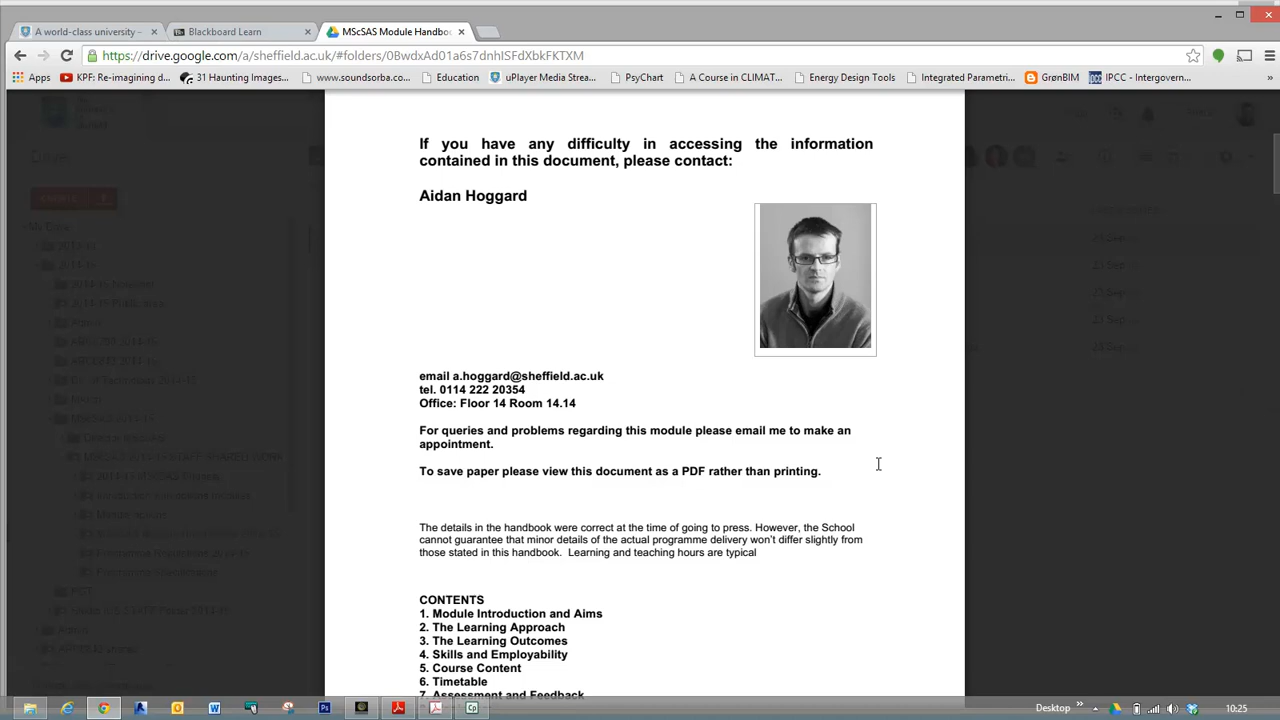 A world-class university -
Blackboard Learn
MScSAS Module Handbo
https://drive.google.com/a/sheffield.ac.uk/#folders/0BwdxAd01a6s7dnhISFdXbkFKTXM
Apps
KPF: Re-imagining d...
31 Haunting Images...
www.soundsorba.co...
Education
uPlayer Media Strea...
PsyChart
A Course in CLIMAT...
Energy Design Tools
Integrated Parametri...
GrønBIM
IPCC - Intergovern...
If you have any difficulty in accessing the information
contained in this document, please contact:
Aidan Hoggard
email a.hoggard@sheffield.ac.uk
tel. 0114 222 20354
Office: Floor 14 Room 14.14
For queries and problems regarding this module please email me to make an
appointment.
To save paper please view this document as a PDF rather than printing.
The details in the handbook were correct at the time of going to press. However, the School
cannot guarantee that minor details of the actual programme delivery won't differ slightly from
those stated in this handbook. Learning and teaching hours are typical
CONTENTS
1. Module Introduction and Aims
2. The Learning Approach
3. The Learning Outcomes
4. Skills and Employability
5. Course Content
6. Timetable
7. Assessment and Feedback
Desktop
10:25